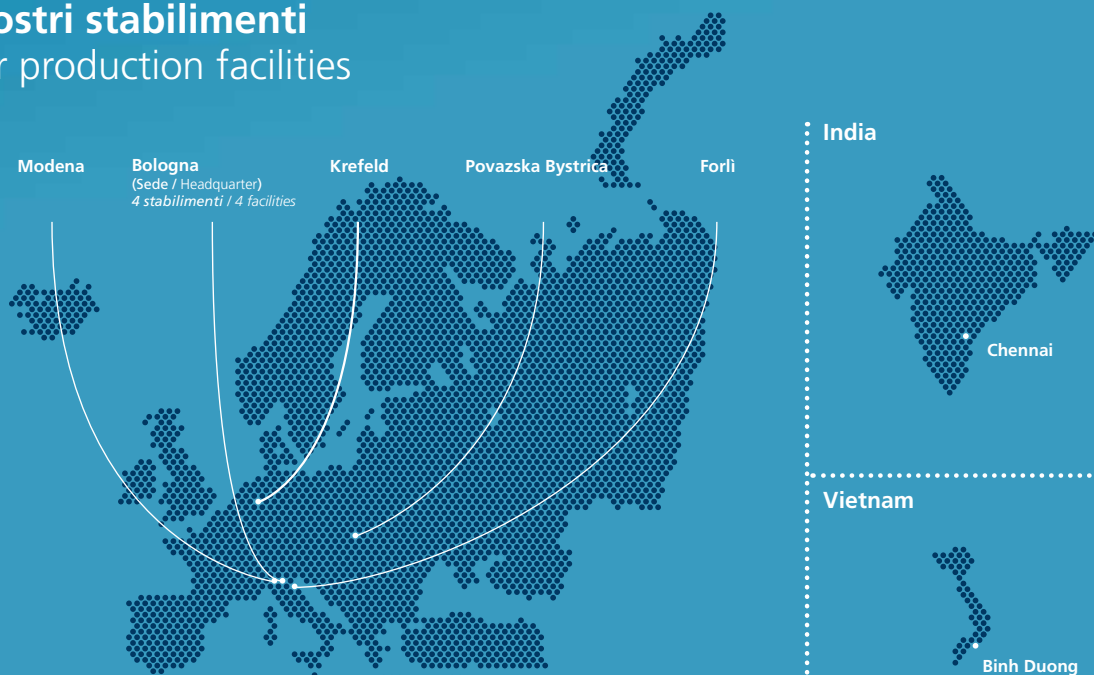 ostri stabilimenti
r production facilities
Modena
Bologna
(Sede / Headquarter)
4 stabilimenti / 4 facilities
Krefeld
Povazska Bystrica
Forlì
India
Chennai
Vietnam
Binh Duong